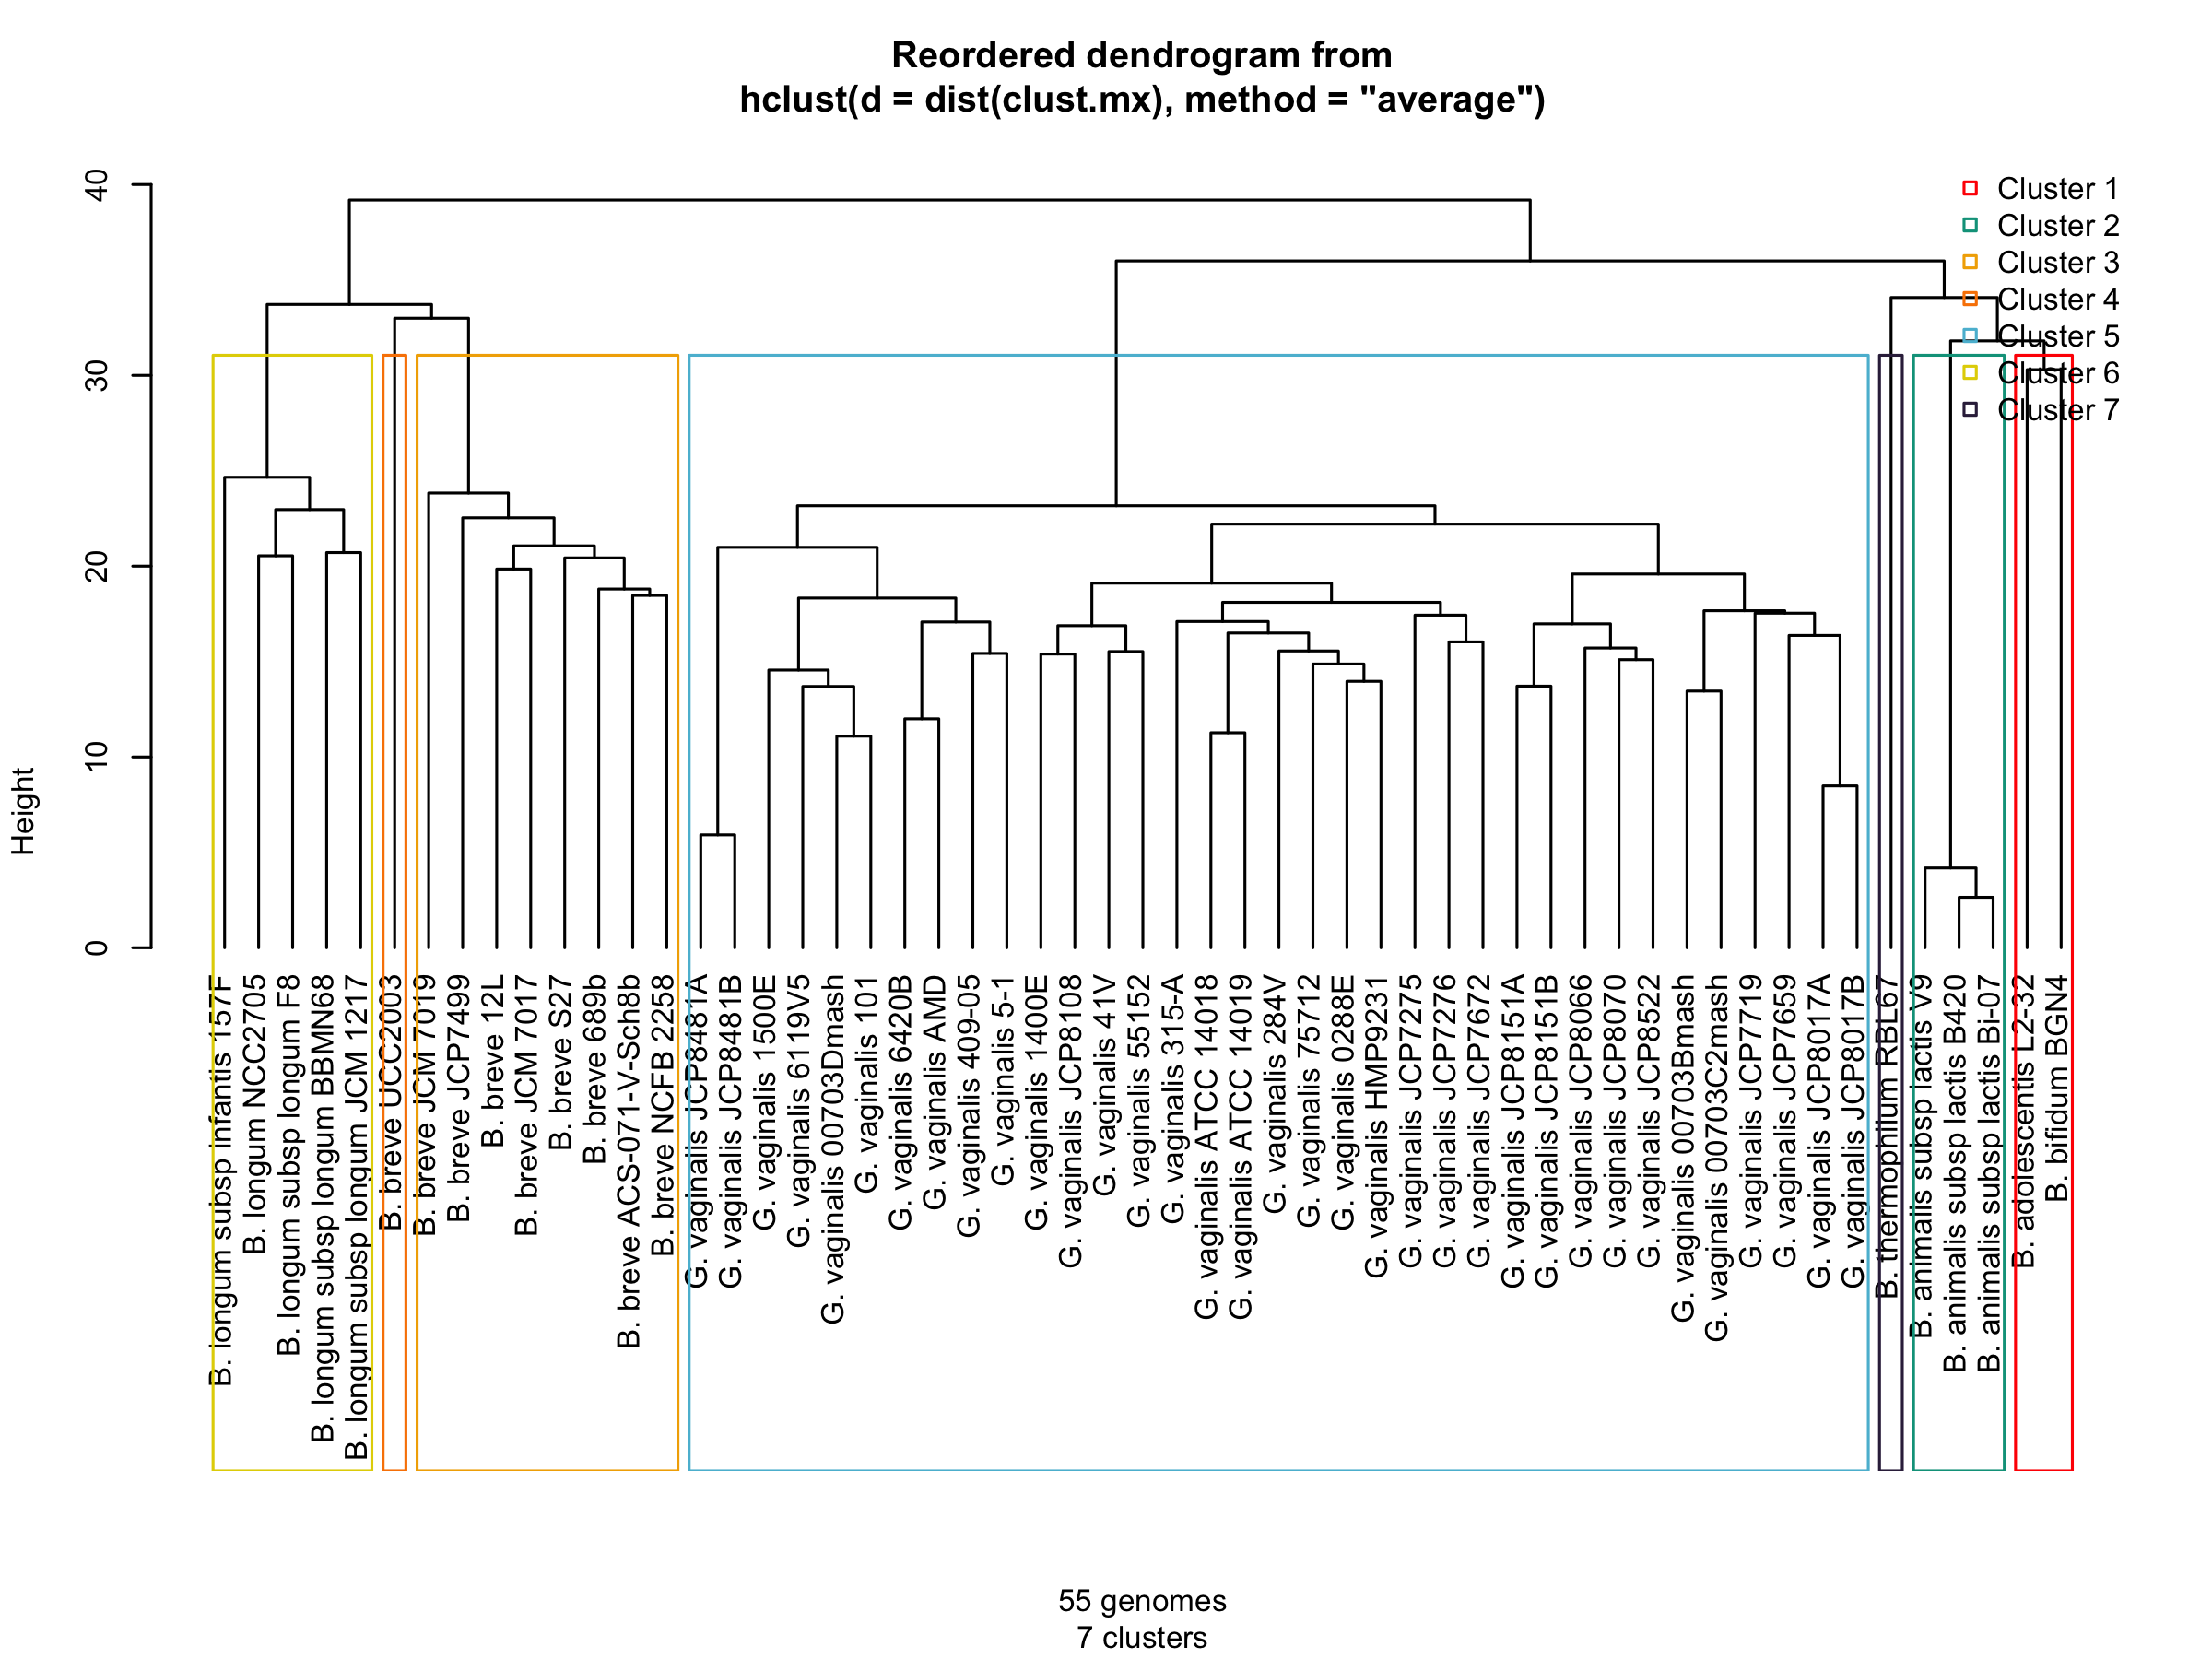 Reordered dendrogram from
hclust(d = dist(clust.mx), method = "average")
Height
0
10
20
30
40
Cluster 1
Cluster 2
Cluster 3
Cluster 4
Cluster 5
Cluster 6
Cluster 7
B. longum subsp infantis 157F
B. longum NCC2705
B. longum subsp longum F8
B. longum subsp longum BBMN68
B. longum subsp longum JCM 1217
B. breve UCC2003
B. breve JCM 7019
B. breve JCP7499
B. breve 12L
B. breve JCM 7017
B. breve S27
B. breve 689b
B. breve ACS-071-V-Sch8b
B. breve NCFB 2258
G. vaginalis JCP8481A
G. vaginalis JCP8481B
G. vaginalis 1500E
G. vaginalis 6119V5
G. vaginalis 00703Dmash
G. vaginalis 101
G. vaginalis 6420B
G. vaginalis AMD
G. vaginalis 409-05
G. vaginalis 5-1
G. vaginalis 1400E
G. vaginalis JCP8108
G. vaginalis 41V
G. vaginalis 55152
G. vaginalis 315-A
G. vaginalis ATCC 14018
G. vaginalis ATCC 14019
G. vaginalis 284V
G. vaginalis 75712
G. vaginalis 0288E
G. vaginalis HMP9231
G. vaginalis JCP7275
G. vaginalis JCP7276
G. vaginalis JCP7672
G. vaginalis JCP8151A
G. vaginalis JCP8151B
G. vaginalis JCP8066
G. vaginalis JCP8070
G. vaginalis JCP8522
G. vaginalis 00703Bmash
G. vaginalis 00703C2mash
G. vaginalis JCP7719
G. vaginalis JCP7659
G. vaginalis JCP8017A
G. vaginalis JCP8017B
B. thermophilum RBL67
B. animalis subsp lactis V9
B. animalis subsp lactis B420
B. animalis subsp lactis Bi-07
B. adolescentis L2-32
B. bifidum BGN4
55 genomes
7 clusters